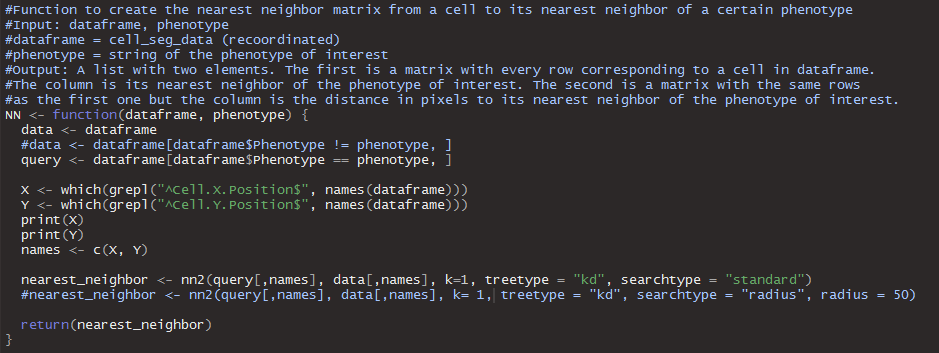 #Function to create the nearest neighbor matrix from a cell to its nearest neighbor of a certain phenotype
#Input: dataframe, phenotype
#dataframe = cell_seg_data (recoordinated)
#phenotype = string of the phenotype of interest
#Output: A list with two elements. The first is a matrix with every row corresponding to a cell in dataframe.
#The column is its nearest neighbor of the phenotype of interest. The second is a matrix with the same rows
#as the first one but the column is the distance in pixels to its nearest neighbor of the phenotype of interest.
NN <- function(dataframe, phenotype) {
  data <- dataframe
  #data <- dataframe[dataframe$Phenotype != phenotype, ]
  query <- dataframe[dataframe$Phenotype == phenotype, ]

  X <- which(grepl("^Cell.X.Position$", names(dataframe)))
  Y <- which(grepl("^Cell.Y.Position$", names(dataframe)))
  print(X)
  print(Y)
  names <- c(X, Y)

  nearest_neighbor <- nn2(query[,names], data[,names], k=1, treetype = "kd", searchtype = "standard")
  #nearest_neighbor <- nn2(query[,names], data[,names], k= 1, treetype = "kd", searchtype = "radius", radius = 50)

  return(nearest_neighbor)
}